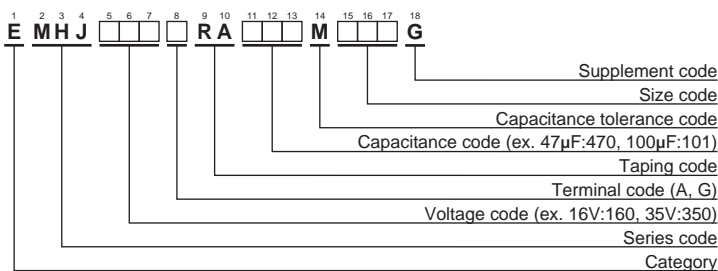 1 2 3 4 5 6 7 8 9 10 11 12 13 14 15 16 17 18
E M H J R A M G
Supplement code
Size code
Capacitance tolerance code
Capacitance code (ex. 47µF:470, 100µF:101)
Taping code
Terminal code (A, G)
Voltage code (ex. 16V:160, 35V:350)
Series code
Category